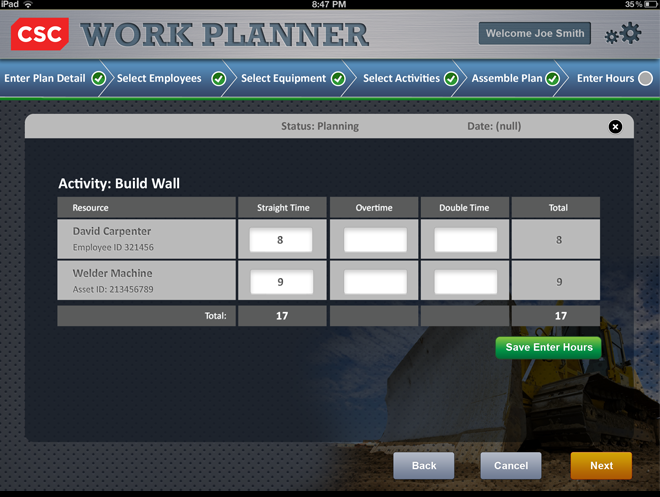 iPad 8:47 PM 35%
CSC WORK PLANNER Welcome Joe Smith
Enter Plan Detail Select Employees Select Equipment Select Activities Assemble Plan Enter Hours
Status: Planning Date: (null)
Activity: Build Wall
Resource Straight Time Overtime Double Time Total
David Carpenter
Employee ID 321456
8 8
Welder Machine
Asset ID: 213456789
9 9
Total: 17 17
Save Enter Hours
Back Cancel Next